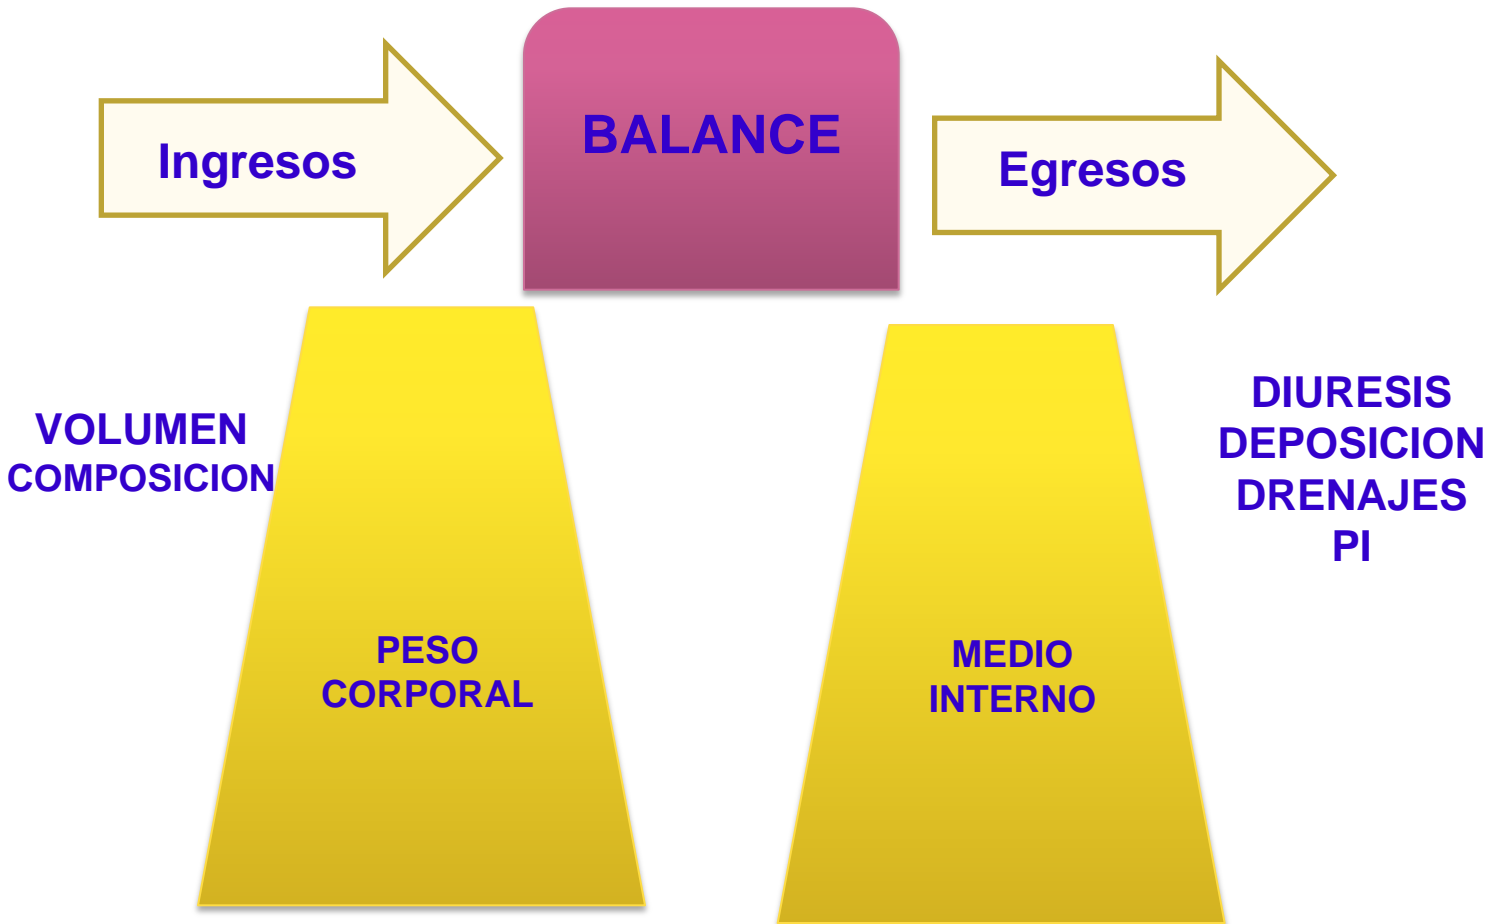 Ingresos
BALANCE
Egresos
VOLUMEN
COMPOSICION
PESO
CORPORAL
MEDIO
INTERNO
DIURESIS
DEPOSICION
DRENAJES
PI